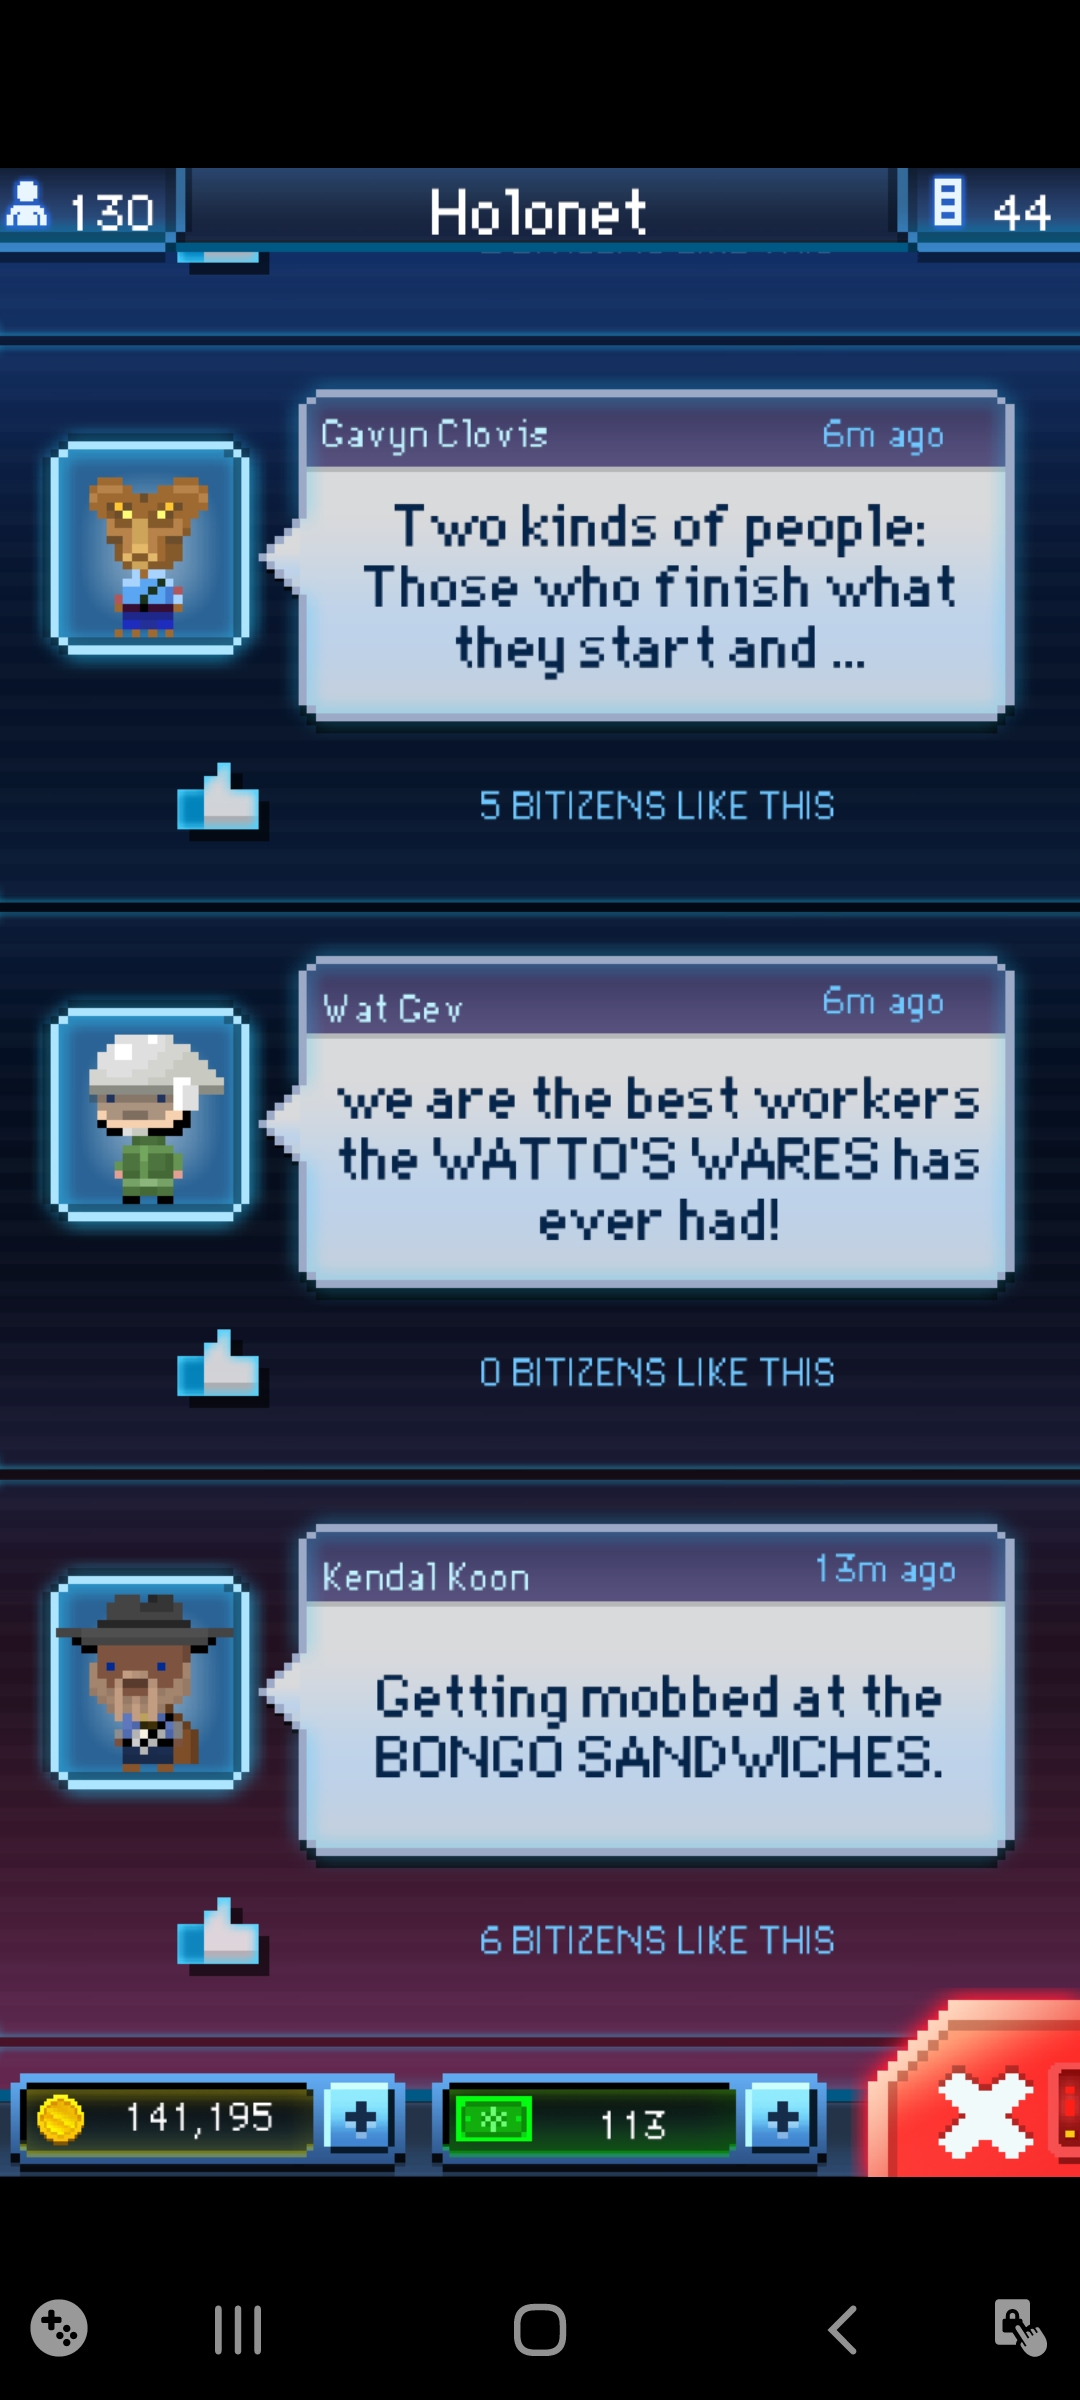 130
Holonet
44
Gavyn Clovis
6m ago
Two kinds of people:
Those who finish what
they start and ...
5 BITIZENS LIKE THIS
Wat Gev
6m ago
we are the best workers
the WATTO'S WARES has
ever had!
0 BITIZENS LIKE THIS
Kendal Koon
13m ago
Getting mobbed at the
BONGO SANDWICHES.
6 BITIZENS LIKE THIS
141,195
113